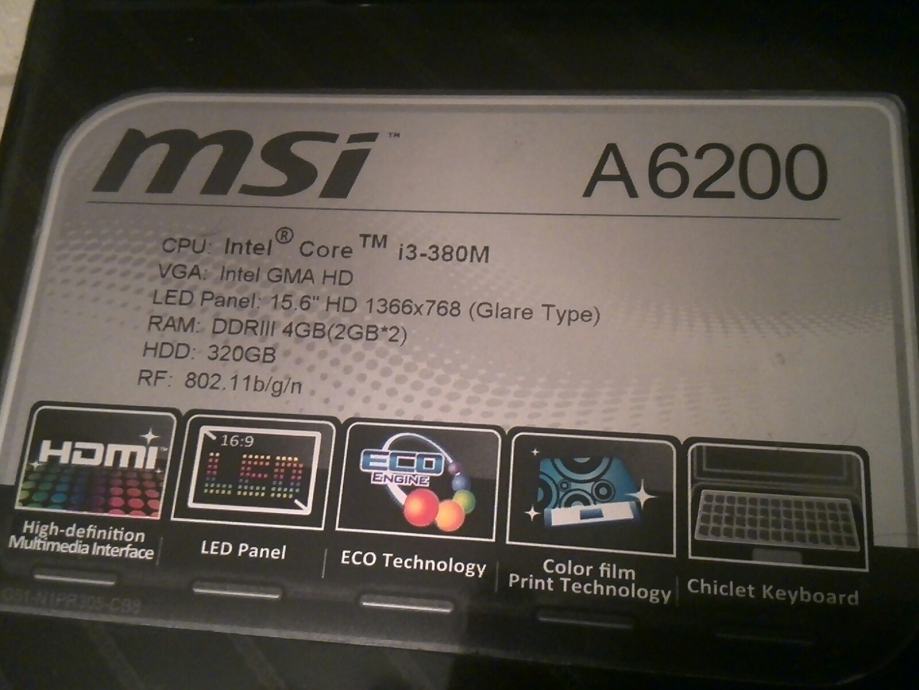 msi™ A6200
CPU: Intel® Core™ i3-380M
VGA: Intel GMA HD
LED Panel: 15.6" HD 1366x768 (Glare Type)
RAM: DDRIII 4GB(2GB*2)
HDD: 320GB
RF: 802.11b/g/n
HDMI™
High-definition
Multimedia Interface
16:9
LED
LED Panel
ECO
ENGINE
ECO Technology
Color film
Print Technology
Chiclet Keyboard